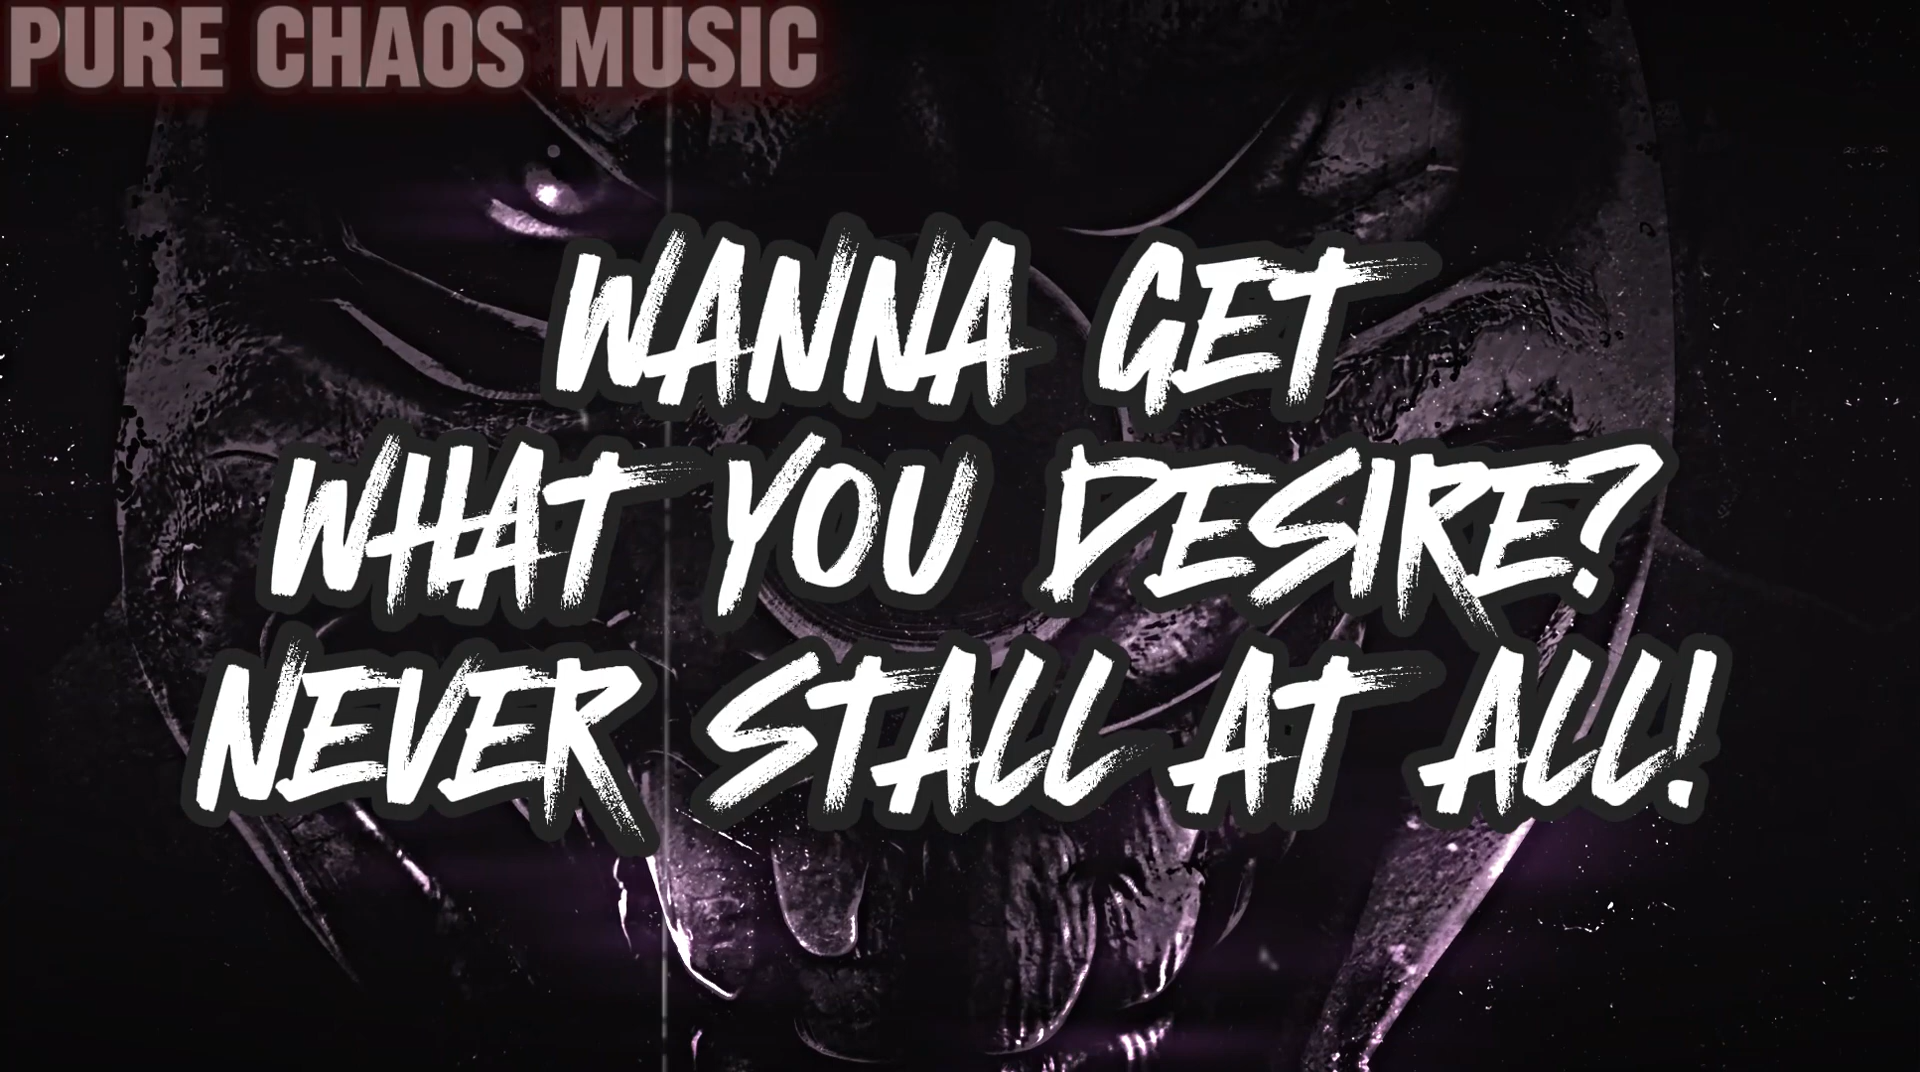 PURE CHAOS MUSIC
WANNA GET
WHAT YOU DESIRE?
NEVER STALL AT ALL!